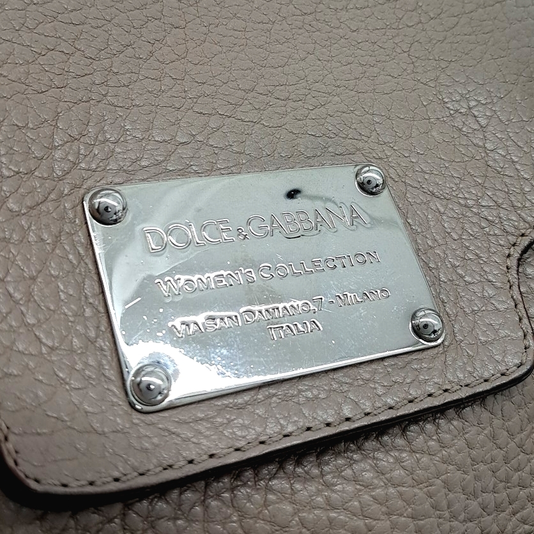 DOLCE & GABBANA
WOMEN'S COLLECTION
VIA SAN DAMIANO,7 - MILANO
ITALIA